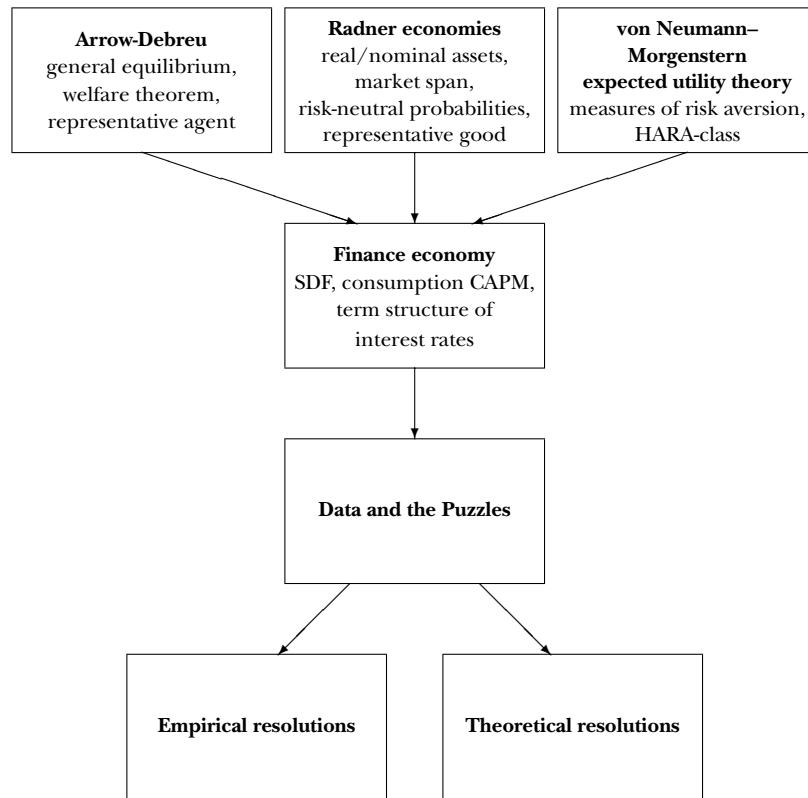 Arrow-Debreu
general equilibrium,
welfare theorem,
representative agent
Radner economies
real/nominal assets,
market span,
risk-neutral probabilities,
representative good
von Neumann–
Morgenstern
expected utility theory
measures of risk aversion,
HARA-class
Finance economy
SDF, consumption CAPM,
term structure of
interest rates
Data and the Puzzles
Empirical resolutions
Theoretical resolutions